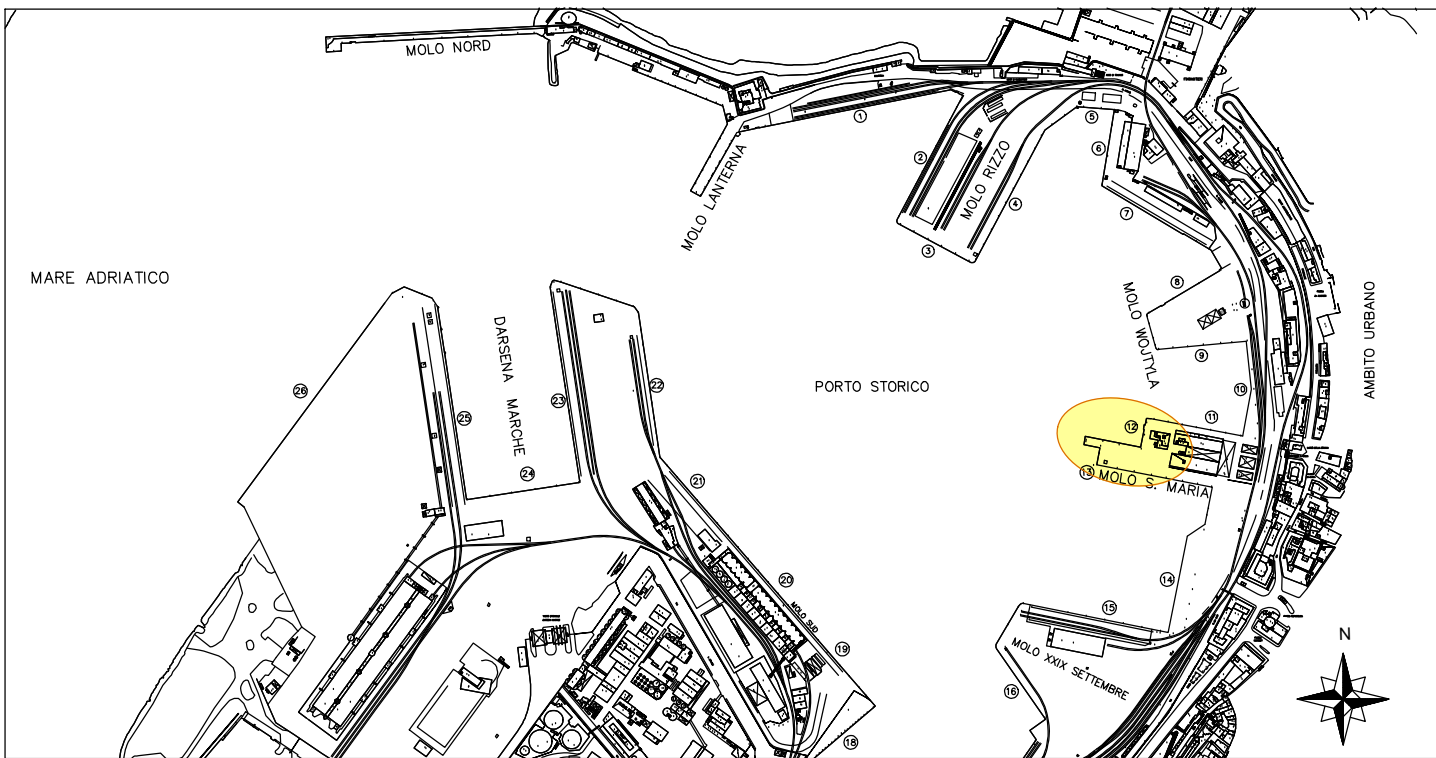 MOLO NORD
1
5
2
6
MOLO RIZZO
MOLO LANTERNA
4
7
3
MARE ADRIATICO
8
MOLO WOJTYLA
AMBITO URBANO
DARSENA MARCHE
9
22
PORTO STORICO
26
23
10
11
12
25
13
MOLO S. MARIA
24
21
20
14
15
MOLO SUD
N
19
MOLO XXIX SETTEMBRE
16
18